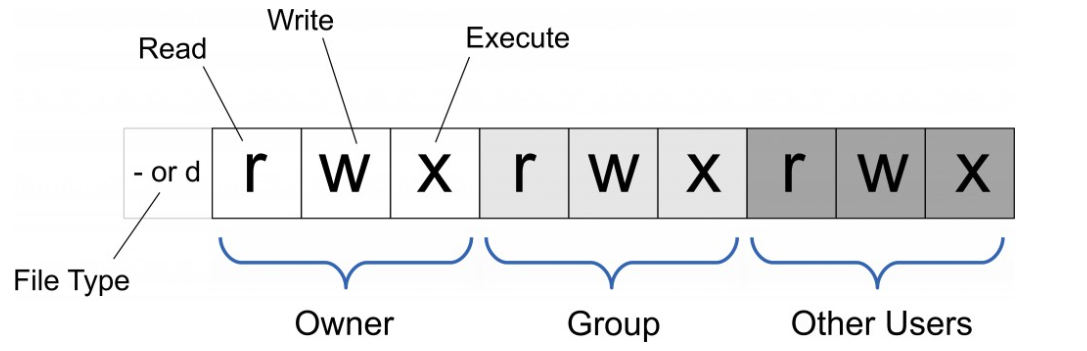 Write
Read
Execute
- or d r w x r w x r w x
File Type
Owner Group Other Users